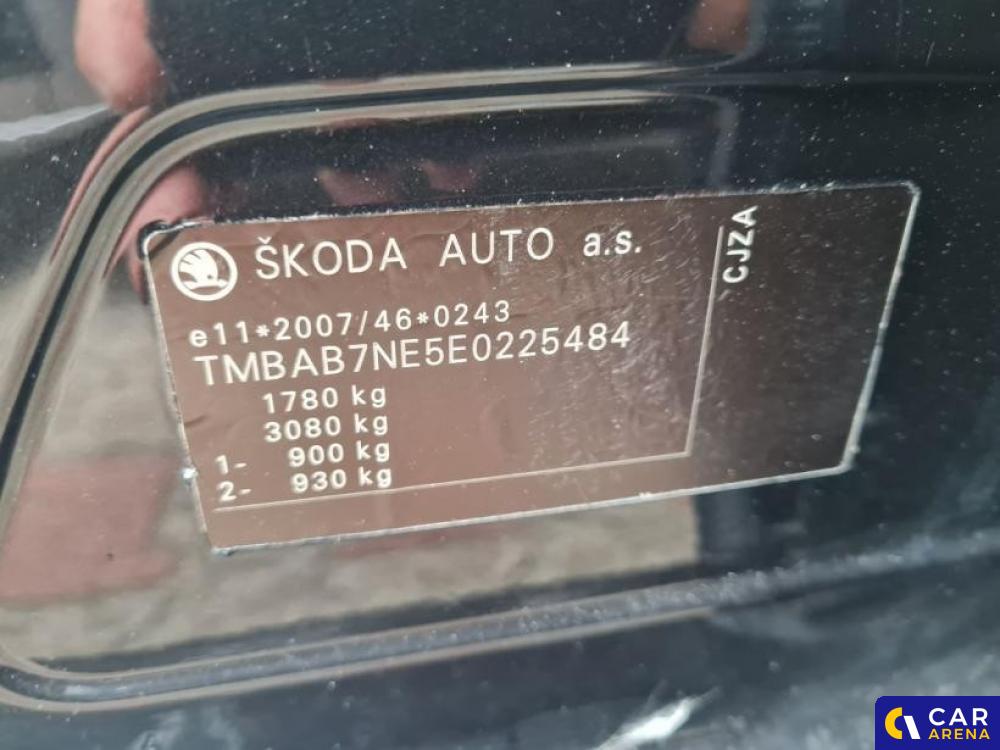 ŠKODA AUTO a.s.
CJZA
e11*2007/46*0243
TMBAB7NE5E0225484
1780 kg
3080 kg
1- 900 kg
2- 930 kg
CAR
ARENA